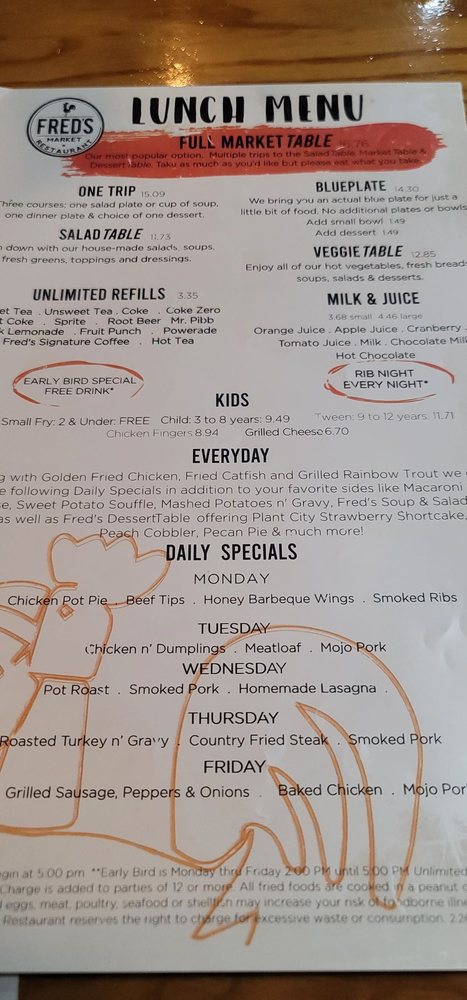 FRED'S
MARKET
RESTAURANT
LUNCH MENU
FULL MARKET TABLE
Our most popular option. Multiple trips to the Salad Table, Market Table &
Dessert Table. Taku as much as you'd like but please eat what you take.
ONE TRIP 15.09
Three courses; one salad plate or cup of soup,
one dinner plate & choice of one dessert.
SALAD TABLE 11.73
down with our house-made salads, soups,
fresh greens, toppings and dressings.
BLUEPLATE 14.30
We bring you an actual blue plate for just a
little bit of food. No additional plates or bowls
Add small bowl 1.49
Add dessert 1.49
VEGGIE TABLE 12.85
Enjoy all of our hot vegetables, fresh breads
soups, salads & desserts.
UNLIMITED REFILLS 3.35
et Tea . Unsweet Tea . Coke . Coke Zero
t Coke . Sprite . Root Beer Mr. Pibb
k Lemonade . Fruit Punch . Powerade
Fred's Signature Coffee . Hot Tea
MILK & JUICE
3.68 small 4.46 large
Orange Juice . Apple Juice . Cranberry .
Tomato Juice . Milk . Chocolate Mil
Hot Chocolate
EARLY BIRD SPECIAL
FREE DRINK*
RIB NIGHT
EVERY NIGHT*
KIDS
Small Fry: 2 & Under: FREE Child: 3 to 8 years: 9.49 Tween: 9 to 12 years: 11.71
Chicken Fingers 8.94 Grilled Cheese 6.70
EVERYDAY
g with Golden Fried Chicken, Fried Catfish and Grilled Rainbow Trout we
e following Daily Specials in addition to your favorite sides like Macaroni
se, Sweet Potato Souffle, Mashed Potatoes n' Gravy, Fred's Soup & Salad
as well as Fred's DessertTable offering Plant City Strawberry Shortcake,
Peach Cobbler, Pecan Pie & much more!
DAILY SPECIALS
MONDAY
Chicken Pot Pie . Beef Tips . Honey Barbeque Wings . Smoked Ribs
TUESDAY
Chicken n' Dumplings . Meatloaf . Mojo Pork
WEDNESDAY
Pot Roast . Smoked Pork . Homemade Lasagna .
THURSDAY
Roasted Turkey n' Gravy . Country Fried Steak . Smoked Pork
FRIDAY
Grilled Sausage, Peppers & Onions . Baked Chicken . Mojo Por
egin at 5:00 pm **Early Bird is Monday thru Friday 2:00 PM until 5:00 PM Unlimited
Charge is added to parties of 12 or more. All fried foods are cooked in a peanut
eggs, meat, poultry, seafood or shellfish may increase your risk of foodborne illne
Restaurant reserves the right to charge for excessive waste or consumption. 2.2